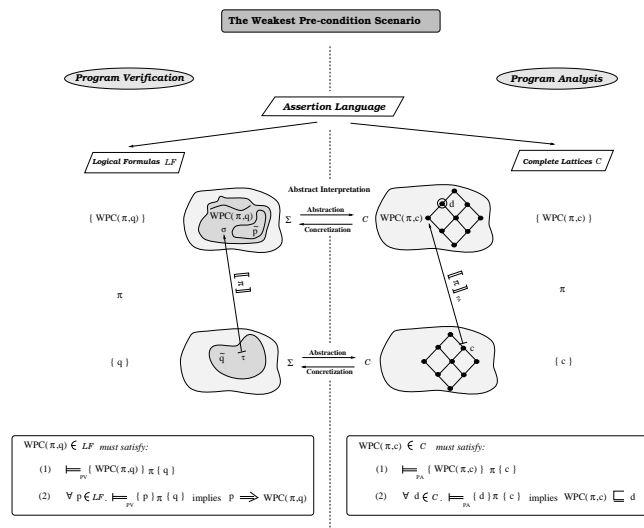 The Weakest Pre-condition Scenario
Program Verification
Program Analysis
Assertion Language
Logical Formulas LF
Complete Lattices C
Abstract Interpretation
{ WPC(π,q) }
WPC(π,q)
σ
p̃
Σ
Abstraction
Concretization
C
WPC(π,c)
d
{ WPC(π,c) }
π
⟦π⟧
⟦π⟧ PA
π
{ q }
q̃
τ
Σ
Abstraction
Concretization
C
c
{ c }
WPC(π,q) ∈ LF must satisfy:
(1) ⊨PV { WPC(π,q) } π { q }
(2) ∀ p ∈ LF. ⊨PV { p } π { q } implies p ⟹ WPC(π,q)
WPC(π,c) ∈ C must satisfy:
(1) ⊨PA { WPC(π,c) } π { c }
(2) ∀ d ∈ C. ⊨PA { d } π { c } implies WPC(π,c) ⊑ d